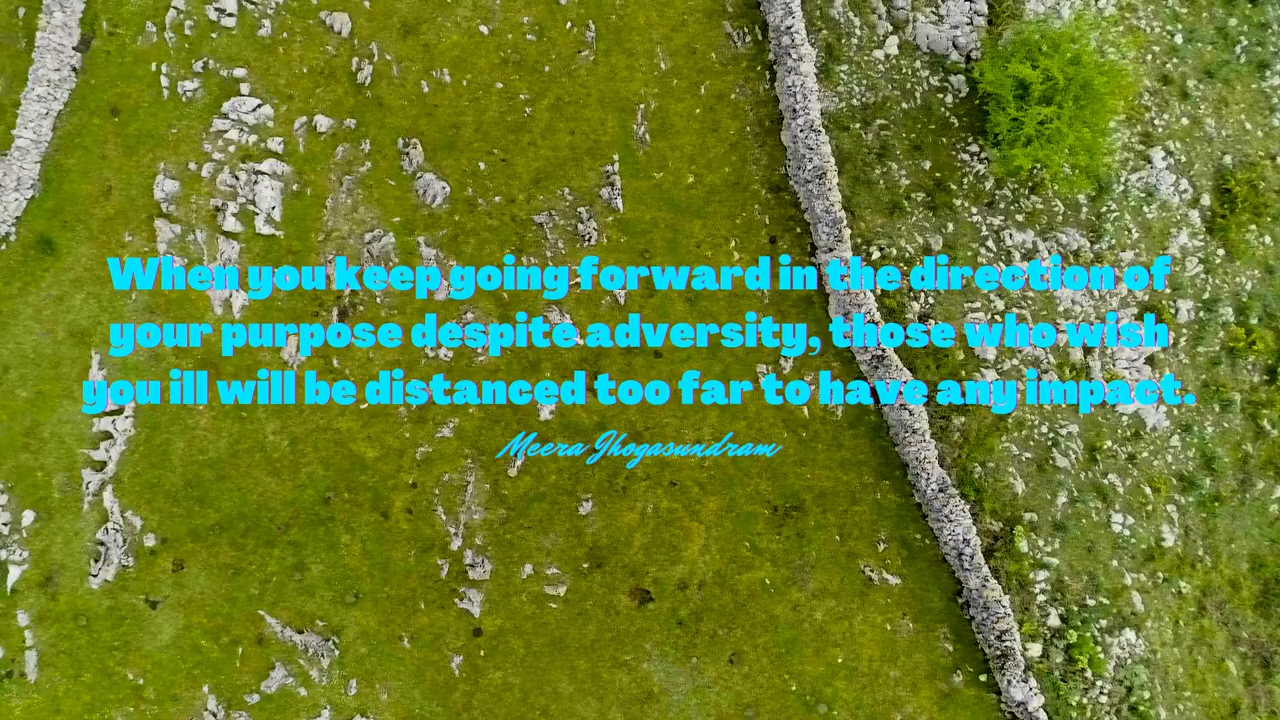 When you keep going forward in the direction of
your purpose despite adversity, those who wish
you ill will be distanced too far to have any impact.
Meera Jhogasundram